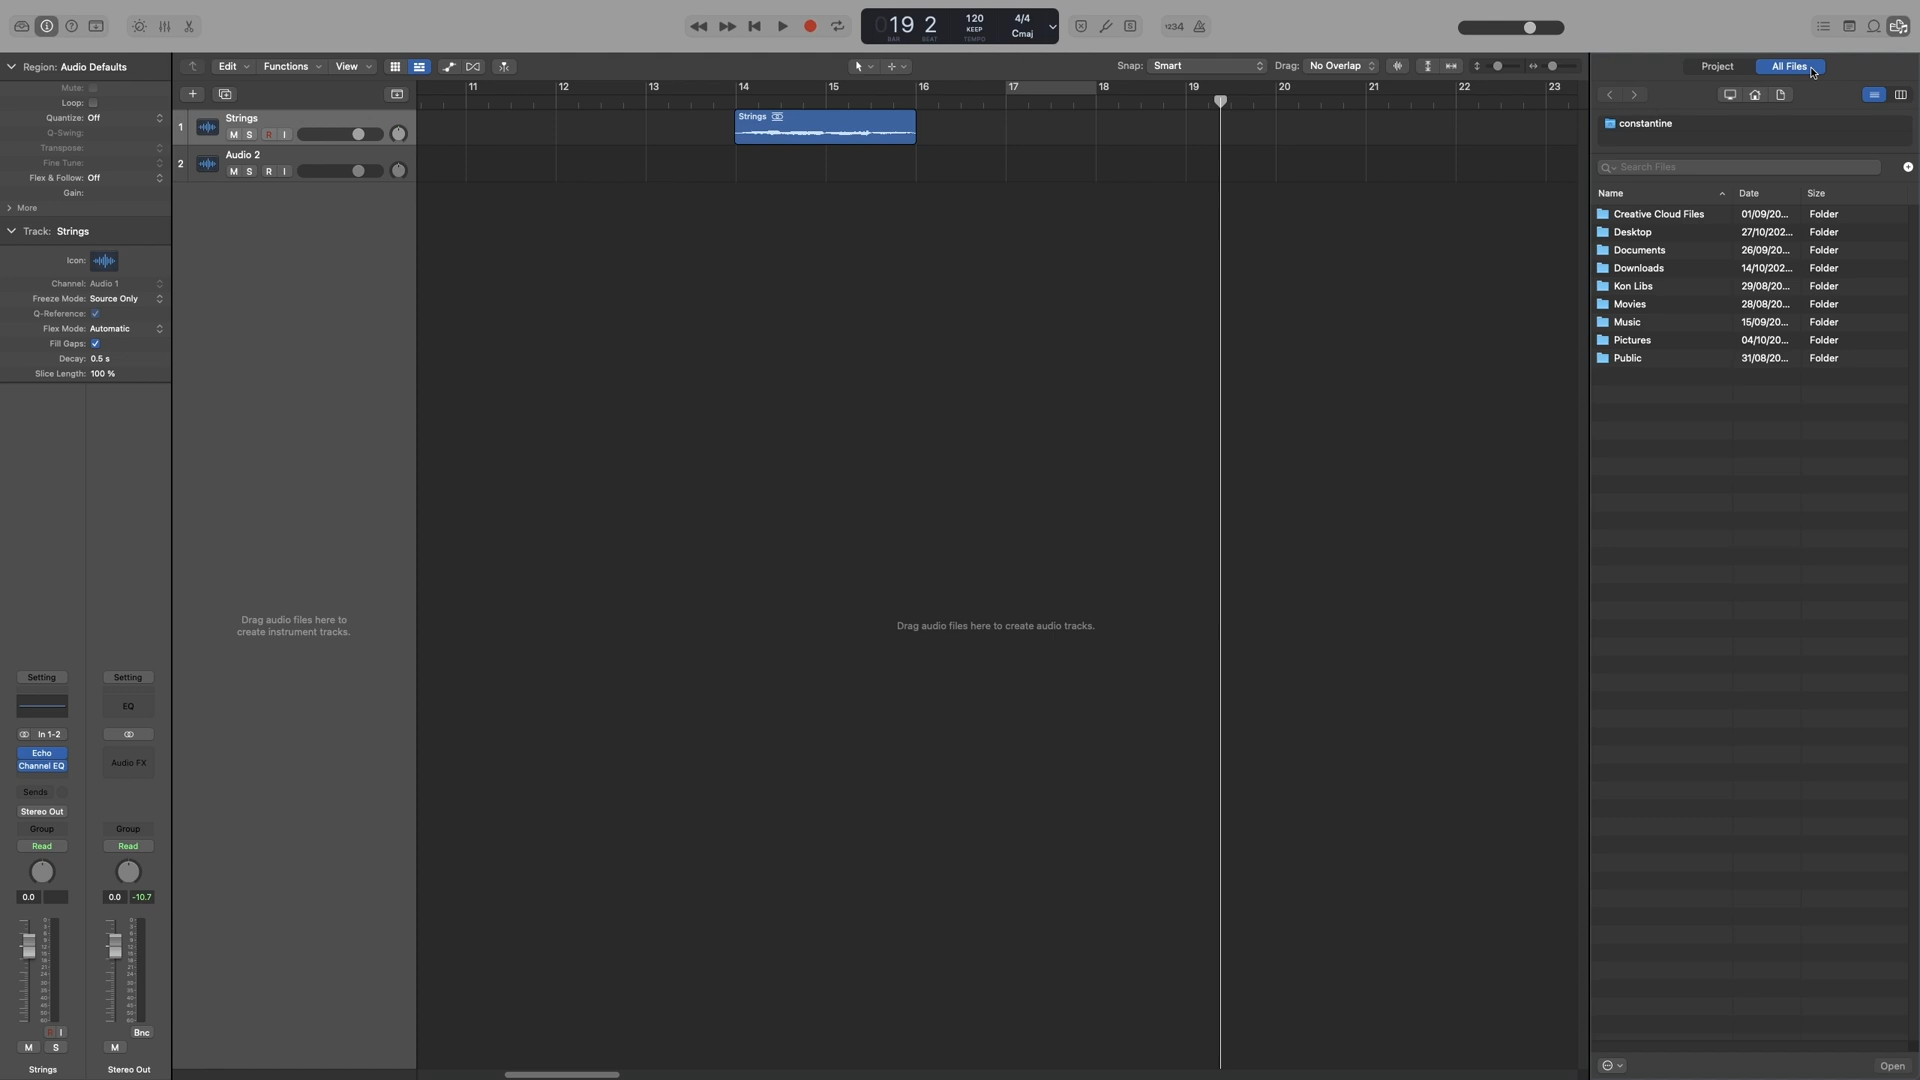 1234
019 2
BAR BEAT
120
KEEP
TEMPO
4/4
Cmaj
Region: Audio Defaults
Mute:
Loop:
Quantize: Off
Q-Swing:
Transpose:
Fine Tune:
Flex & Follow: Off
Gain:
More
Track: Strings
Icon:
Channel: Audio 1
Freeze Mode: Source Only
Q-Reference:
Flex Mode: Automatic
Fill Gaps:
Decay: 0.5 s
Slice Length: 100 %
Setting
Setting
EQ
In 1-2
Echo
Channel EQ
Audio FX
Sends
Stereo Out
Group
Group
Read
Read
0.0
0.0 -10.7
R I
Bnc
M S
M
Strings
Stereo Out
Edit Functions View
Snap: Smart
Drag: No Overlap
11 12 13 14 15 16 17 18 19 20 21 22 23
1 Strings
M S R I
2 Audio 2
M S R I
Strings
Drag audio files here to
create instrument tracks.
Drag audio files here to create audio tracks.
Project All Files
constantine
Search Files
Name Date Size
Creative Cloud Files 01/09/20... Folder
Desktop 27/10/202... Folder
Documents 26/09/20... Folder
Downloads 14/10/202... Folder
Kon Libs 29/08/20... Folder
Movies 28/08/20... Folder
Music 15/09/20... Folder
Pictures 04/10/20... Folder
Public 31/08/20... Folder
Open